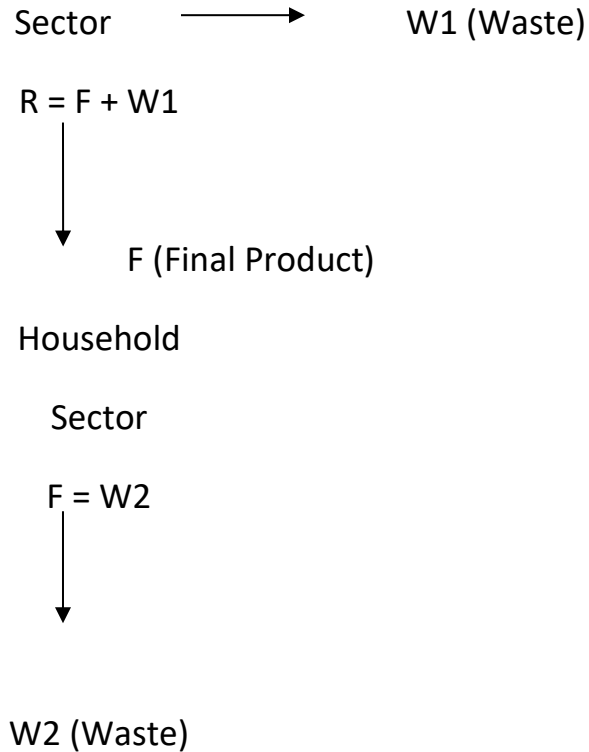 Sector W1 (Waste)
R = F + W1
F (Final Product)
Household
Sector
F = W2
W2 (Waste)